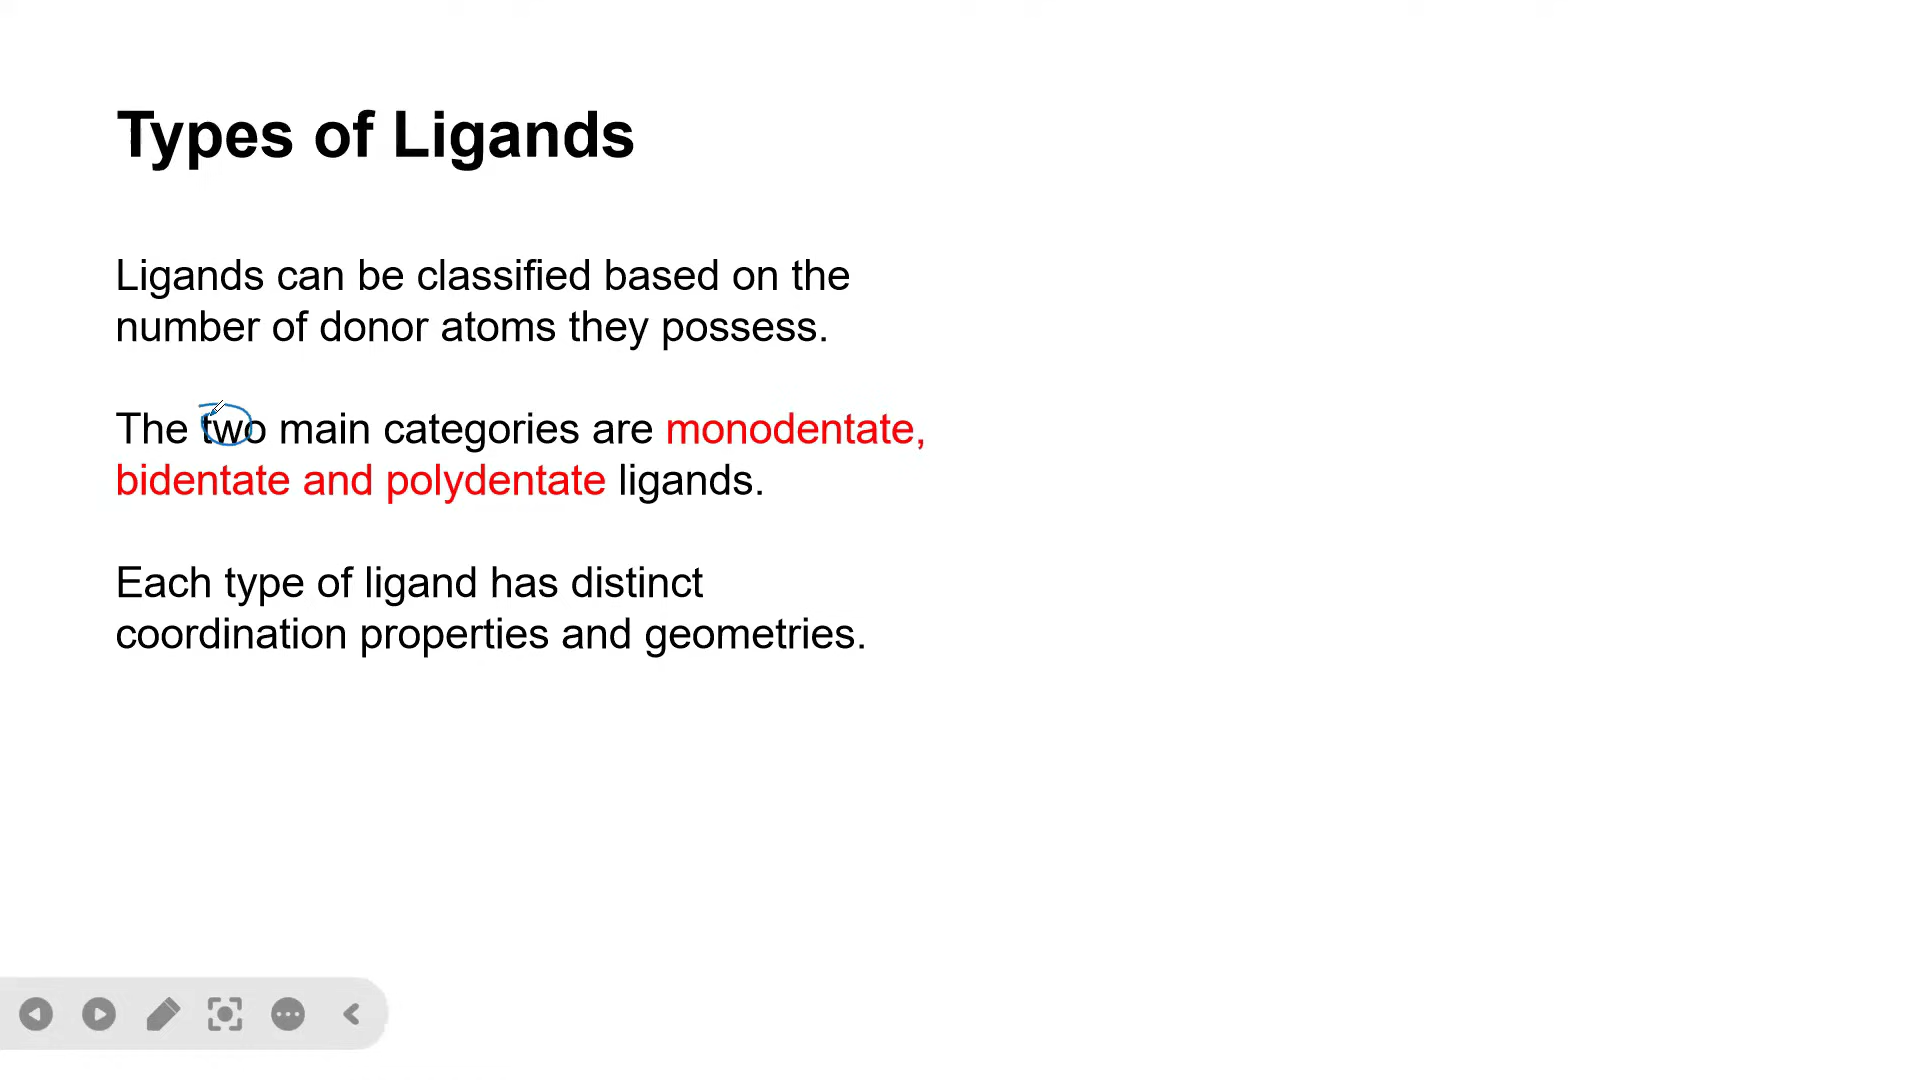 Types of Ligands
Ligands can be classified based on the
number of donor atoms they possess.
The two main categories are monodentate,
bidentate and polydentate ligands.
Each type of ligand has distinct
coordination properties and geometries.